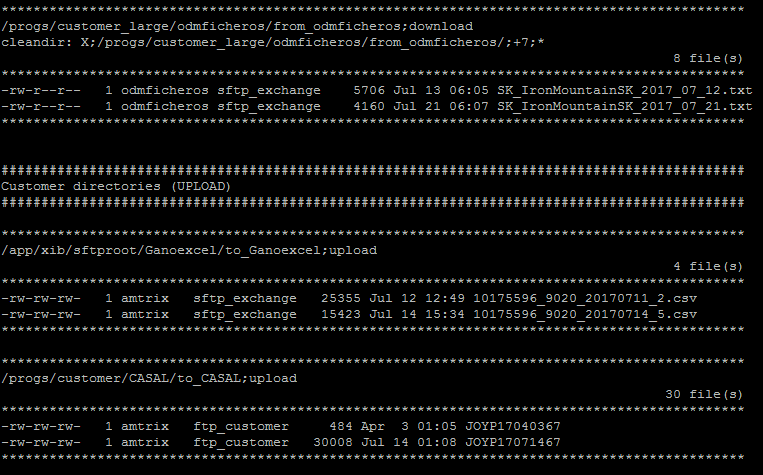 *********************************************************************************************
/progs/customer_large/odmficheros/from_odmficheros;download
cleandir: X;/progs/customer_large/odmficheros/from_odmficheros/;+7;*
8 file(s)
*********************************************************************************************
-rw-r--r--   1 odmficheros sftp_exchange    5706 Jul 13 06:05 SK_IronMountainSK_2017_07_12.txt
-rw-r--r--   1 odmficheros sftp_exchange    4160 Jul 21 06:07 SK_IronMountainSK_2017_07_21.txt
*********************************************************************************************
#############################################################################################
Customer directories (UPLOAD)
#############################################################################################
*********************************************************************************************
/app/xib/sftproot/Ganoexcel/to_Ganoexcel;upload
4 file(s)
*********************************************************************************************
-rw-rw-rw-   1 amtrix   sftp_exchange   25355 Jul 12 12:49 10175596_9020_20170711_2.csv
-rw-rw-rw-   1 amtrix   sftp_exchange   15423 Jul 14 15:34 10175596_9020_20170714_5.csv
*********************************************************************************************
*********************************************************************************************
/progs/customer/CASAL/to_CASAL;upload
30 file(s)
*********************************************************************************************
-rw-rw-rw-   1 amtrix   ftp_customer     484 Apr  3 01:05 JOYP17040367
-rw-rw-rw-   1 amtrix   ftp_customer   30008 Jul 14 01:08 JOYP17071467
*********************************************************************************************